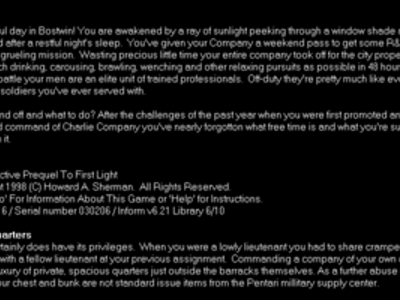 ul day in Bostwin! You are awakened by a ray of sunlight peeking through a window shade
d after a restful night's sleep. You've given your Company a weekend pass to get some R&
grueling mission. Wasting precious little time your entire company took off for the city prope
ch drinking, carousing, brawling, wenching and other relaxing pursuits as possible in 48 hour
battle your men are an elite unit of trained professionals. Off-duty they're pretty much like eve
soldiers you've ever served with.
nd off and what to do? After the challenges of the past year when you were first promoted an
d command of Charlie Company you've nearly forgotton what free time is and what you're su
n it.
ctive Prequel To First Light
t 1998 (C) Howard A. Sherman. All Rights Reserved.
o' For Information About This Game or 'Help' for Instructions.
6 / Serial number 030206 / Inform v6.21 Library 6/10
uarters
tainly does have its privileges. When you were a lowly lieutenant you had to share crampe
with a fellow lieutenant at your previous assignment. Commanding a company of your own a
uxury of private, spacious quarters just outside the barracks themselves. As a further abuse
our chest and bunk are not standard issue items from the Pentari millitary supply center.